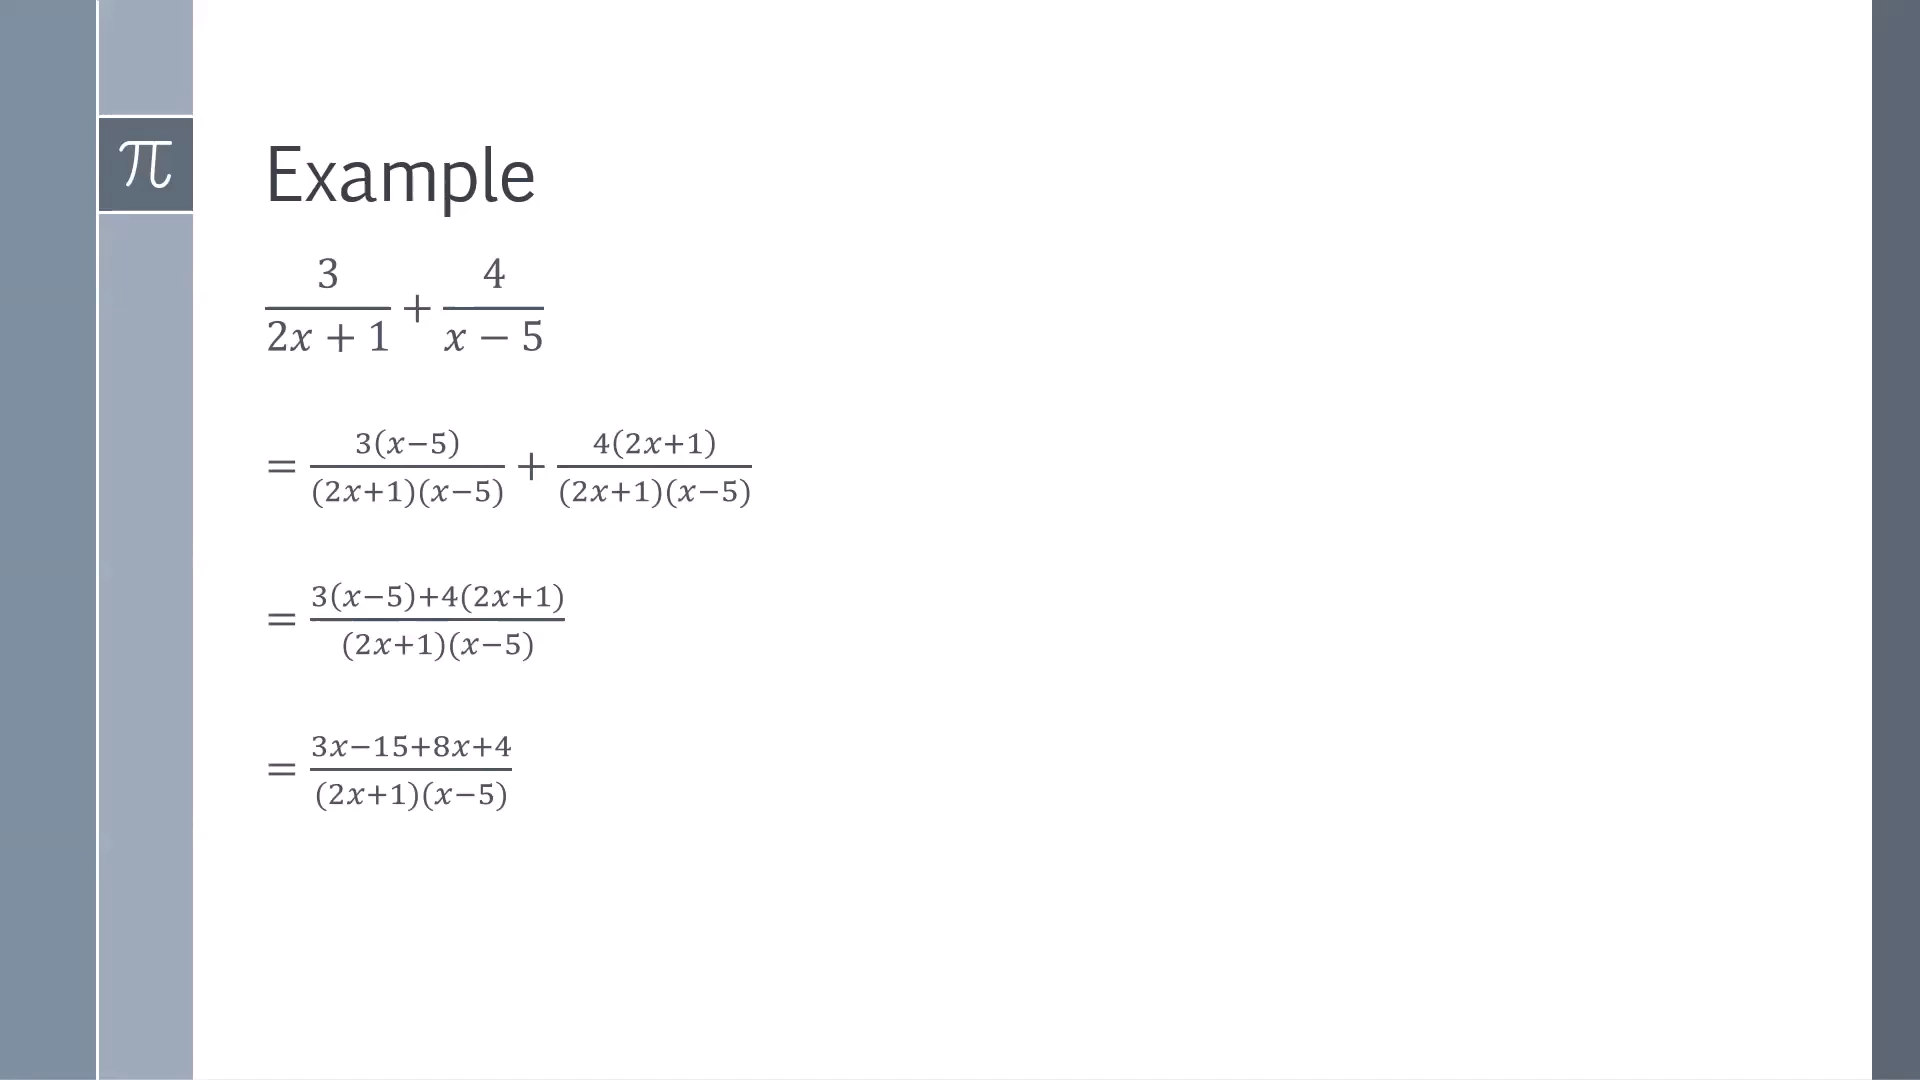 π
Example
3/(2x + 1) + 4/(x − 5)
= 3(x−5)/((2x+1)(x−5)) + 4(2x+1)/((2x+1)(x−5))
= (3(x−5)+4(2x+1))/((2x+1)(x−5))
= (3x−15+8x+4)/((2x+1)(x−5))